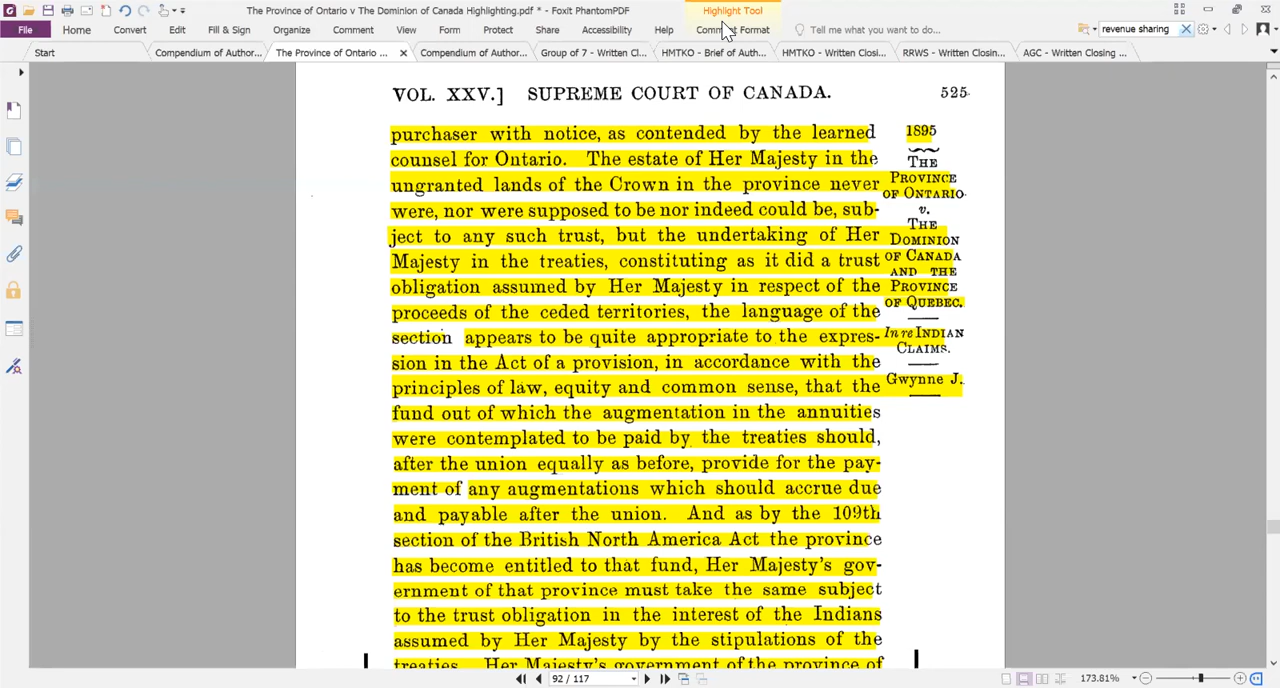 The Province of Ontario v The Dominion of Canada Highlighting.pdf * - Foxit PhantomPDF
Highlight Tool
File Home Convert Edit Fill & Sign Organize Comment View Form Protect Share Accessibility Help Comment Format Tell me what you want to do... revenue sharing
Start Compendium of Author... The Province of Ontario ... Compendium of Author... Group of 7 - Written Cl... HMTKO - Brief of Auth... HMTKO - Written Closi... RRWS - Written Closin... AGC - Written Closing ...
VOL. XXV.] SUPREME COURT OF CANADA. 525
purchaser with notice, as contended by the learned
counsel for Ontario. The estate of Her Majesty in the
ungranted lands of the Crown in the province never
were, nor were supposed to be nor indeed could be, sub-
ject to any such trust, but the undertaking of Her
Majesty in the treaties, constituting as it did a trust
obligation assumed by Her Majesty in respect of the
proceeds of the ceded territories, the language of the
section appears to be quite appropriate to the expres-
sion in the Act of a provision, in accordance with the
principles of law, equity and common sense, that the
fund out of which the augmentation in the annuities
were contemplated to be paid by the treaties should,
after the union equally as before, provide for the pay-
ment of any augmentations which should accrue due
and payable after the union. And as by the 109th
section of the British North America Act the province
has become entitled to that fund, Her Majesty's gov-
ernment of that province must take the same subject
to the trust obligation in the interest of the Indians
assumed by Her Majesty by the stipulations of the
treaties. Her Majesty's government of the province of
1895
THE
PROVINCE
OF ONTARIO
v.
THE
DOMINION
OF CANADA
AND THE
PROVINCE
OF QUEBEC.
In re INDIAN
CLAIMS.
Gwynne J.
92 / 117
173.81%